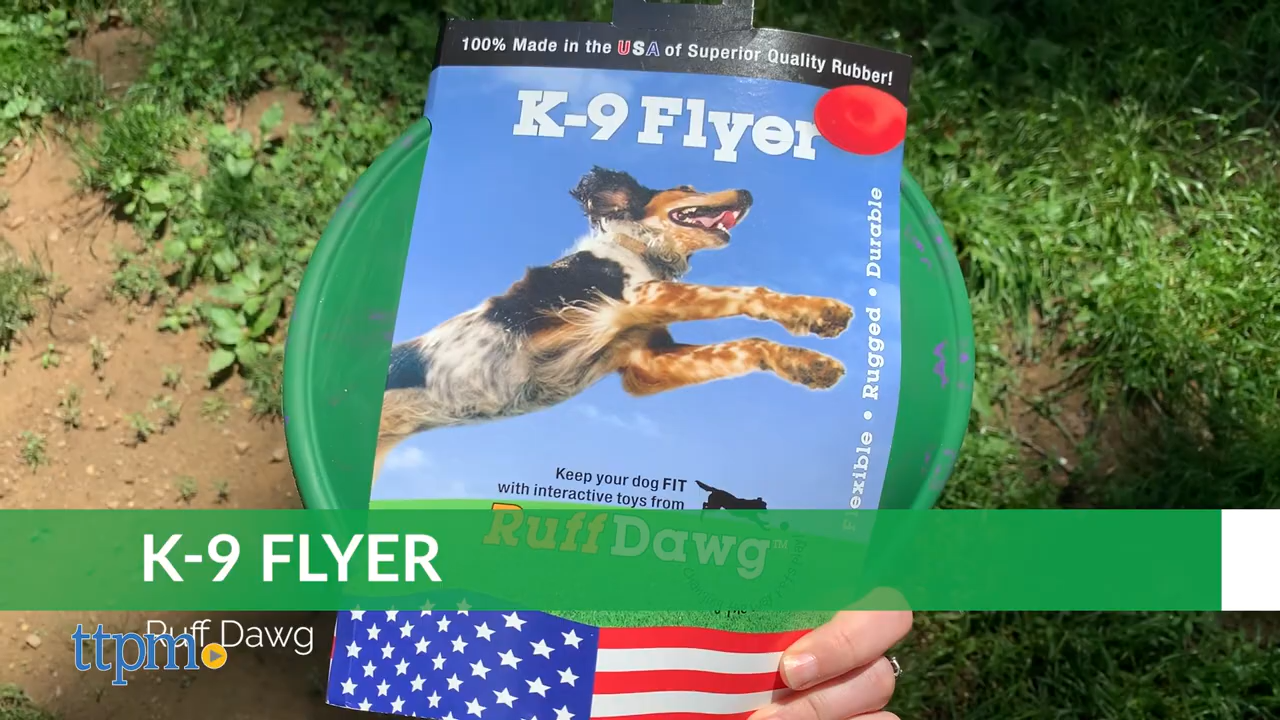 100% Made in the USA of Superior Quality Rubber!
K-9 Flyer
Flexible • Rugged • Durable
Keep your dog FIT
with interactive toys from
RuffDawg™
K-9 FLYER
Ruff Dawg
ttpm